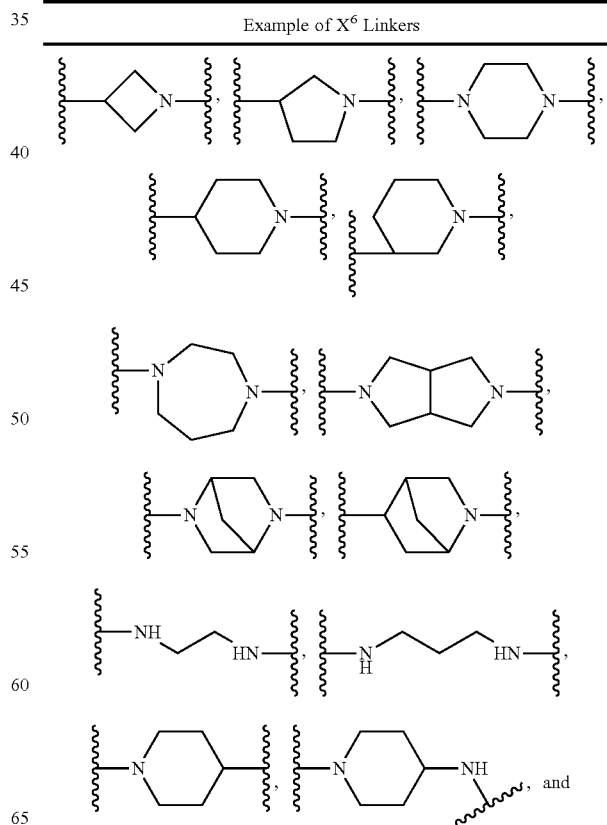 35
Example of X⁶ Linkers
N, N, N N,
40
N, N,
45
N N, N N,
50
N N, N,
55
NH HN, N H HN,
60
N, N NH, and
65